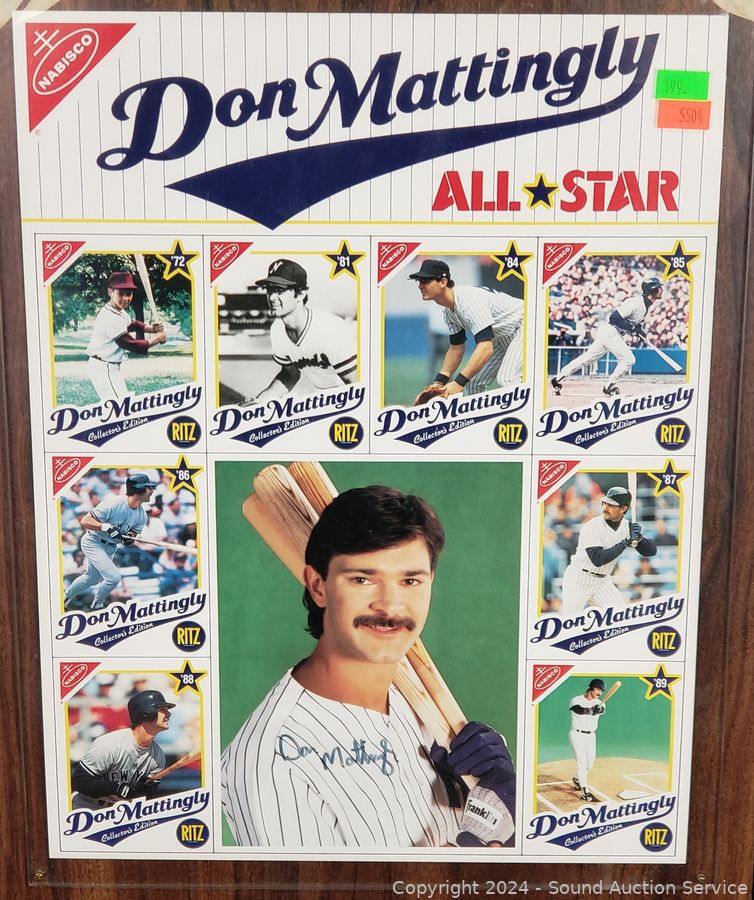 NABISCO
Don Mattingly
199-
5504
ALL STAR
NABISCO
'72
Don Mattingly
Collector's Edition
RITZ
NABISCO
'81
N
Don Mattingly
Collector's Edition
RITZ
NABISCO
'84
Don Mattingly
Collector's Edition
RITZ
NABISCO
'85
Don Mattingly
Collector's Edition
RITZ
NABISCO
'86
Don Mattingly
Collector's Edition
RITZ
Don Mattingly
Franklin
NABISCO
'87
Don Mattingly
Collector's Edition
RITZ
NABISCO
'88
NEW
Don Mattingly
Collector's Edition
RITZ
NABISCO
'89
Don Mattingly
Collector's Edition
RITZ
Copyright 2024 - Sound Auction Service